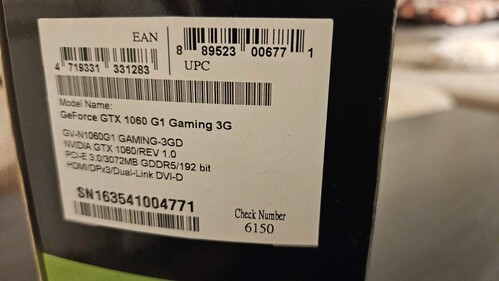 EAN
4 719331 331283
8 89523 00677 1
UPC
Model Name:
GeForce GTX 1060 G1 Gaming 3G
GV-N1060G1 GAMING-3GD
NVIDIA GTX 1060/REV 1.0
PCI-E 3.0/3072MB GDDR5/192 bit
HDMI/DPx3/Dual-Link DVI-D
SN163541004771
Check Number
6150